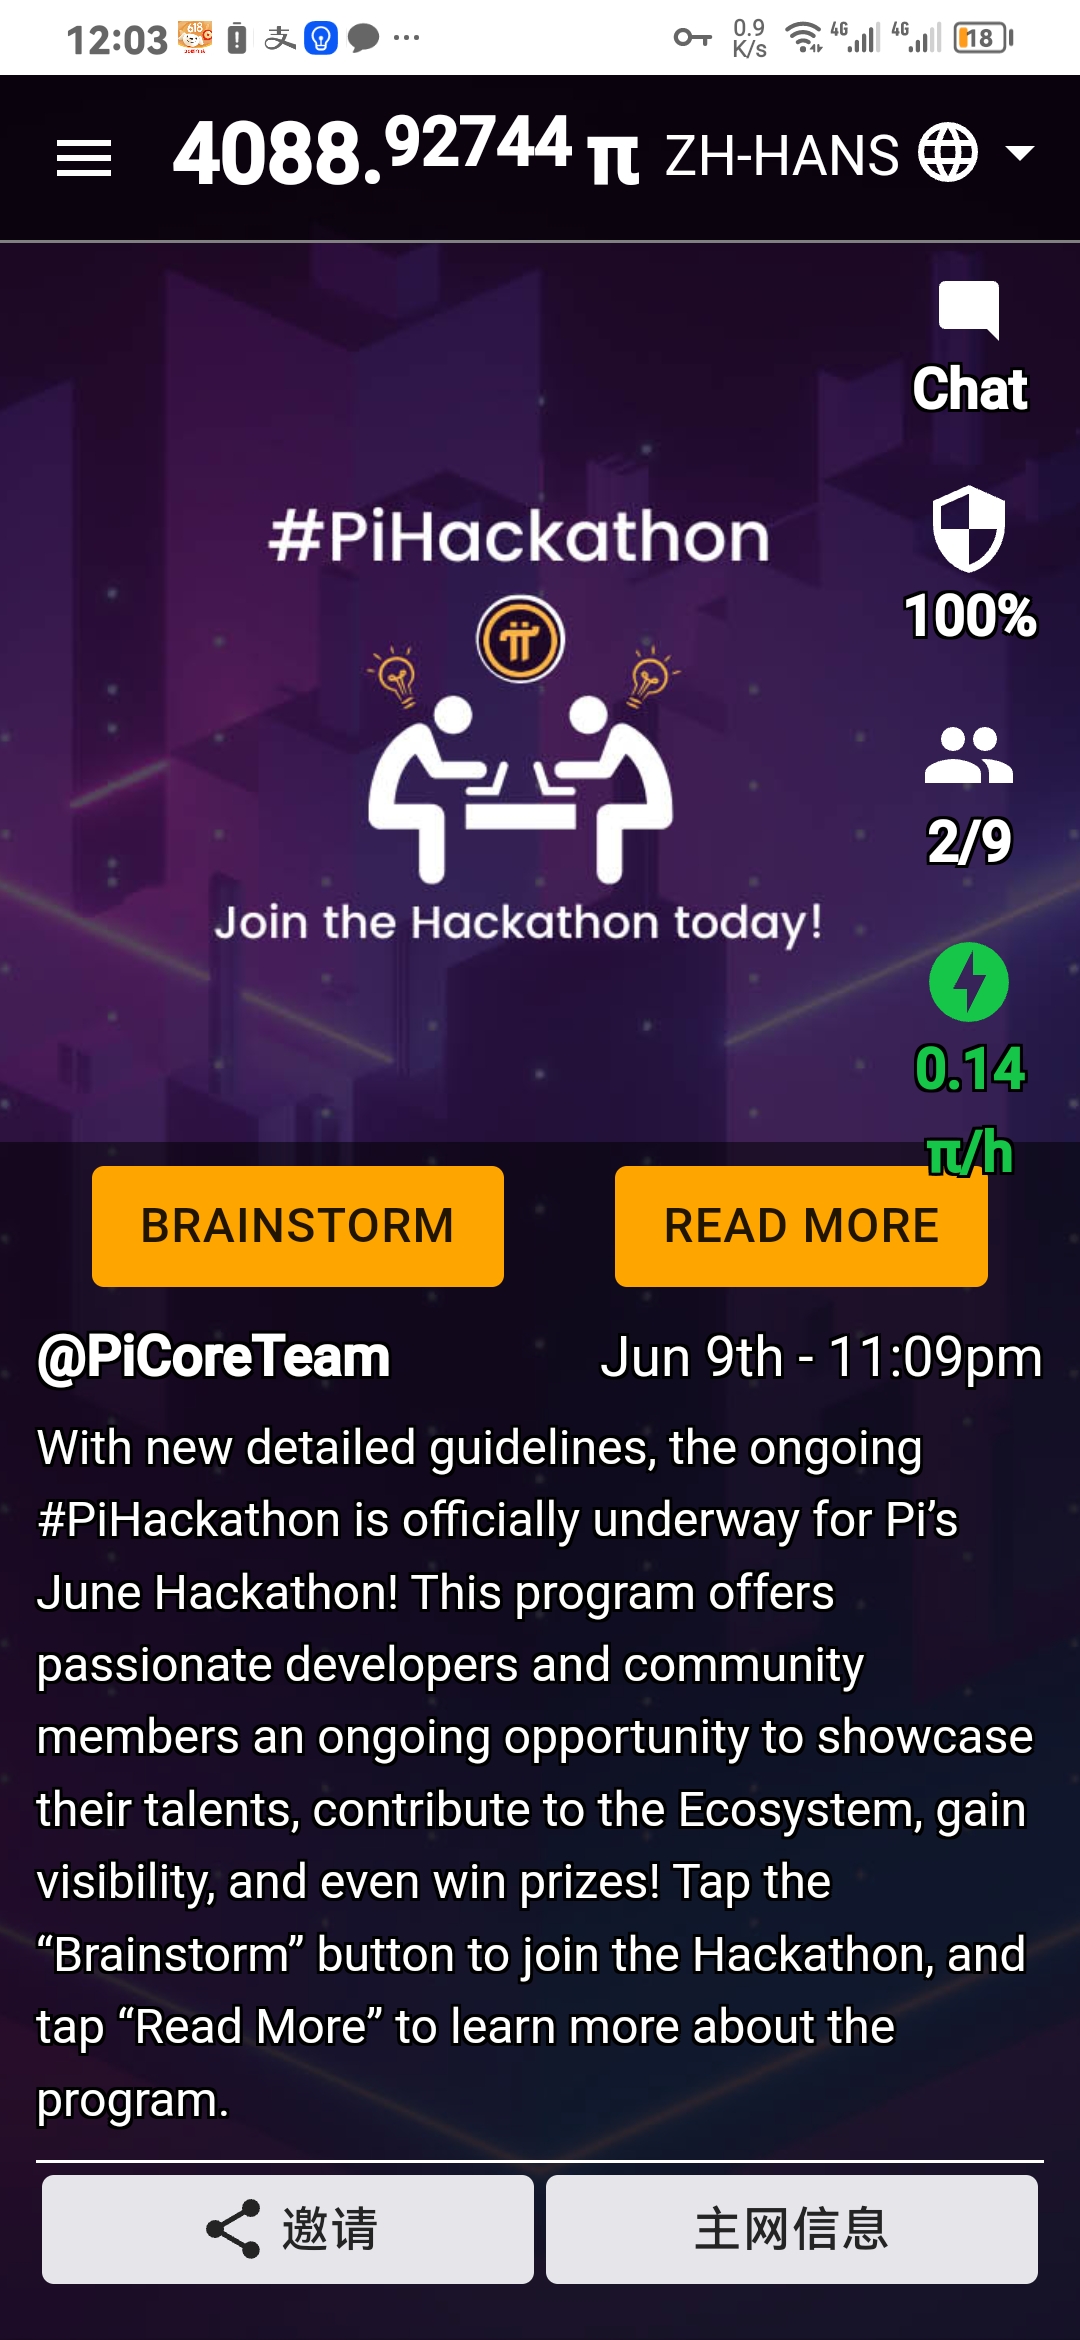 12:03 618 支 ... 0.9 K/s 4G 4G 18
4088.92744 π ZH-HANS
Chat
#PiHackathon
100%
2/9
Join the Hackathon today!
0.14
π/h
BRAINSTORM READ MORE
@PiCoreTeam Jun 9th - 11:09pm
With new detailed guidelines, the ongoing
#PiHackathon is officially underway for Pi’s
June Hackathon! This program offers
passionate developers and community
members an ongoing opportunity to showcase
their talents, contribute to the Ecosystem, gain
visibility, and even win prizes! Tap the
“Brainstorm” button to join the Hackathon, and
tap “Read More” to learn more about the
program.
邀请 主网信息